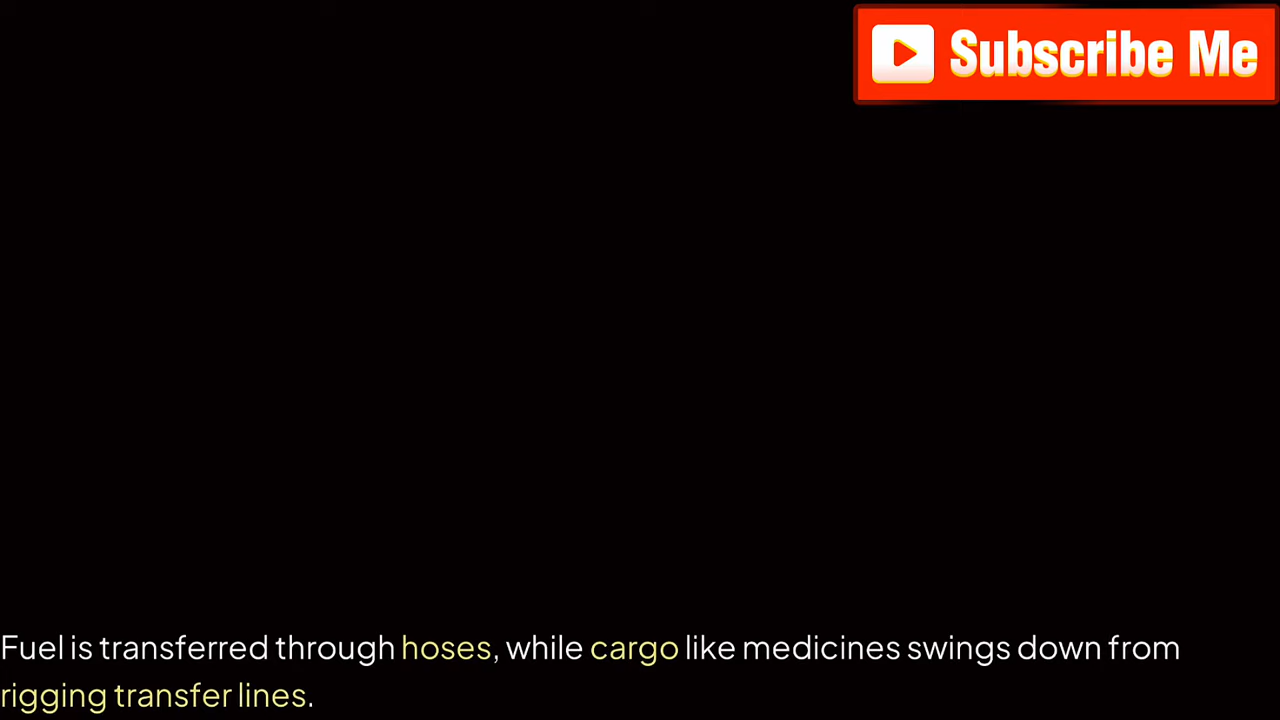 Subscribe Me
Fuel is transferred through hoses, while cargo like medicines swings down from
rigging transfer lines.